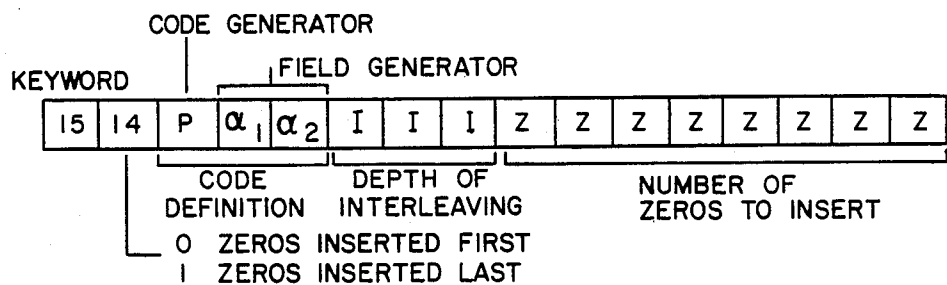 CODE GENERATOR
FIELD GENERATOR
KEYWORD
15 14 P α1 α2 I I I Z Z Z Z Z Z Z Z
CODE DEFINITION
DEPTH OF INTERLEAVING
NUMBER OF ZEROS TO INSERT
0 ZEROS INSERTED FIRST
1 ZEROS INSERTED LAST